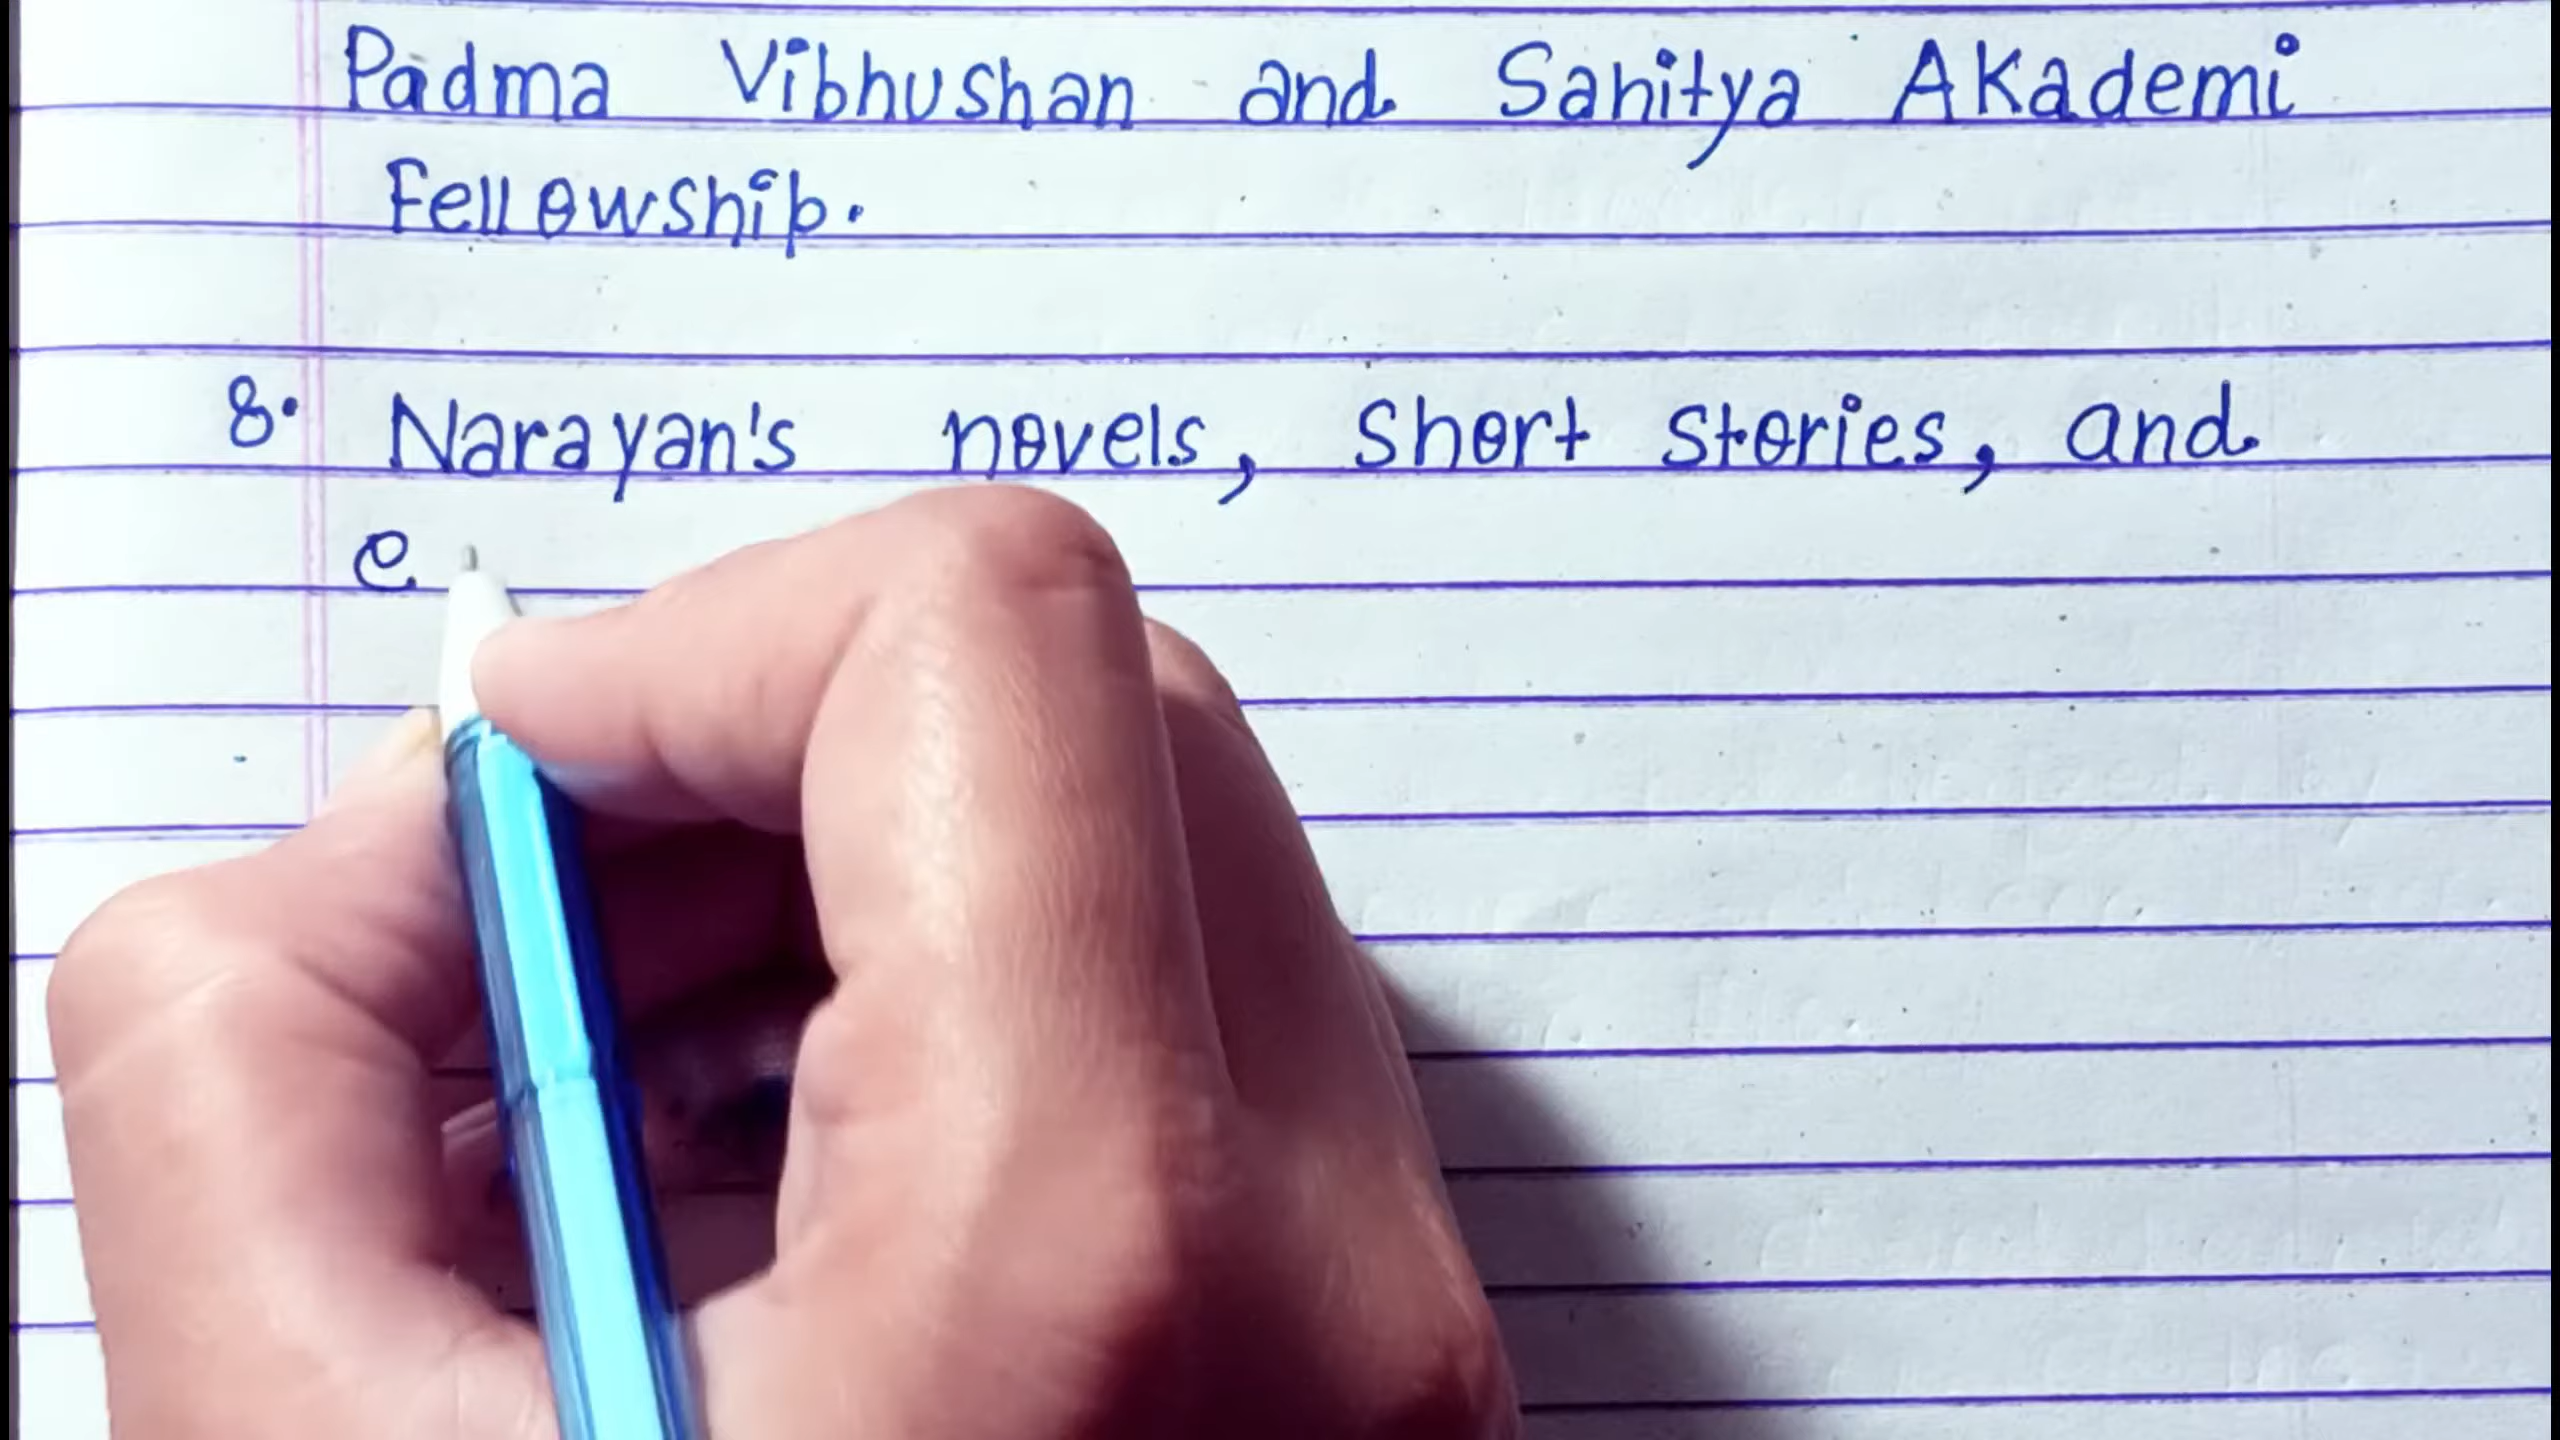 Padma Vibhushan and Sahitya Akademi
Fellowship.
8. Narayan's novels, short stories, and
e